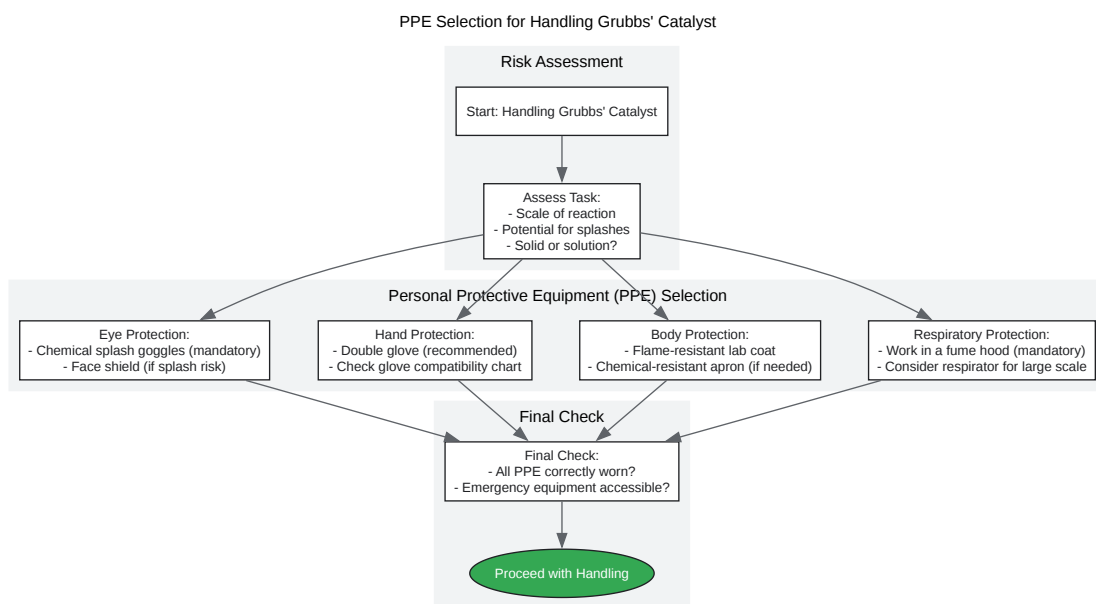 PPE Selection for Handling Grubbs' Catalyst
Risk Assessment
Start: Handling Grubbs' Catalyst
Assess Task:
- Scale of reaction
- Potential for splashes
- Solid or solution?
Personal Protective Equipment (PPE) Selection
Eye Protection:
- Chemical splash goggles (mandatory)
- Face shield (if splash risk)
Hand Protection:
- Double glove (recommended)
- Check glove compatibility chart
Body Protection:
- Flame-resistant lab coat
- Chemical-resistant apron (if needed)
Respiratory Protection:
- Work in a fume hood (mandatory)
- Consider respirator for large scale
Final Check
Final Check:
- All PPE correctly worn?
- Emergency equipment accessible?
Proceed with Handling